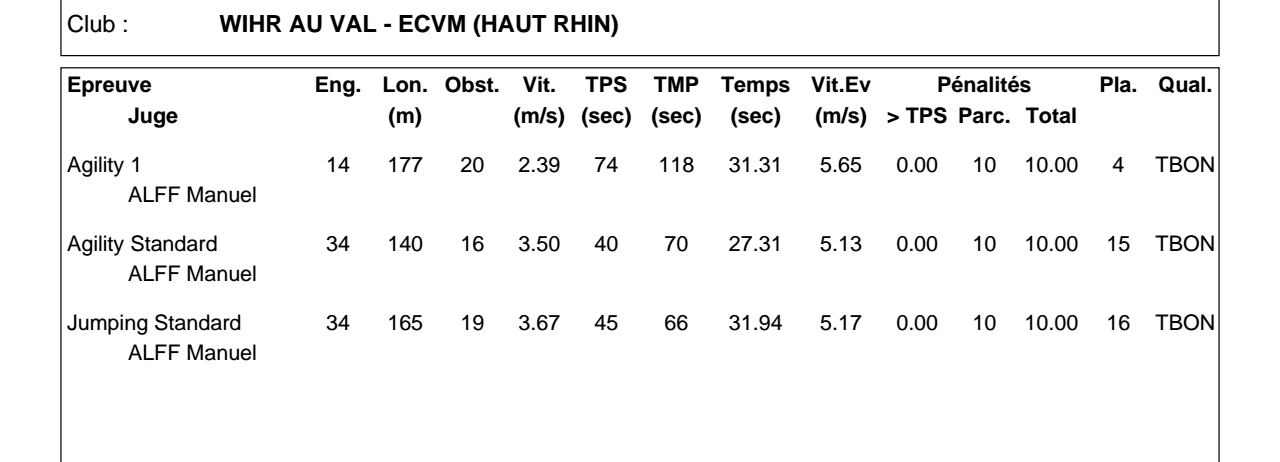 Club : WIHR AU VAL - ECVM (HAUT RHIN)
Epreuve Eng. Lon. Obst. Vit. TPS TMP Temps Vit.Ev Pénalités Pla. Qual.
Juge (m) (m/s) (sec) (sec) (sec) (m/s) > TPS Parc. Total
Agility 1 14 177 20 2.39 74 118 31.31 5.65 0.00 10 10.00 4 TBON
ALFF Manuel
Agility Standard 34 140 16 3.50 40 70 27.31 5.13 0.00 10 10.00 15 TBON
ALFF Manuel
Jumping Standard 34 165 19 3.67 45 66 31.94 5.17 0.00 10 10.00 16 TBON
ALFF Manuel